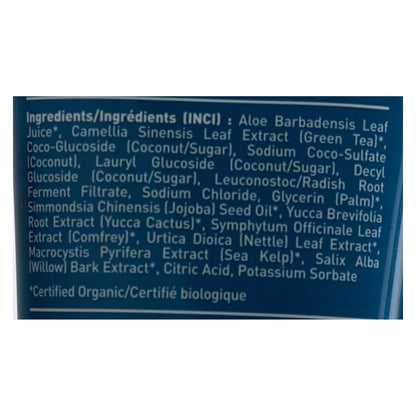 Ingredients/Ingrédients (INCI) : Aloe Barbadensis Leaf
Juice*, Camellia Sinensis Leaf Extract (Green Tea)*,
Coco-Glucoside (Coconut/Sugar), Sodium Coco-Sulfate
(Coconut), Lauryl Glucoside (Coconut/Sugar), Decyl
Glucoside (Coconut/Sugar), Leuconostoc/Radish Root
Ferment Filtrate, Sodium Chloride, Glycerin (Palm)*,
Simmondsia Chinensis (Jojoba) Seed Oil*, Yucca Brevifolia
Root Extract (Yucca Cactus)*, Symphytum Officinale Leaf
Extract (Comfrey)*, Urtica Dioica (Nettle) Leaf Extract*,
Macrocystis Pyrifera Extract (Sea Kelp)*, Salix Alba
(Willow) Bark Extract*, Citric Acid, Potassium Sorbate
*Certified Organic/Certifié biologique